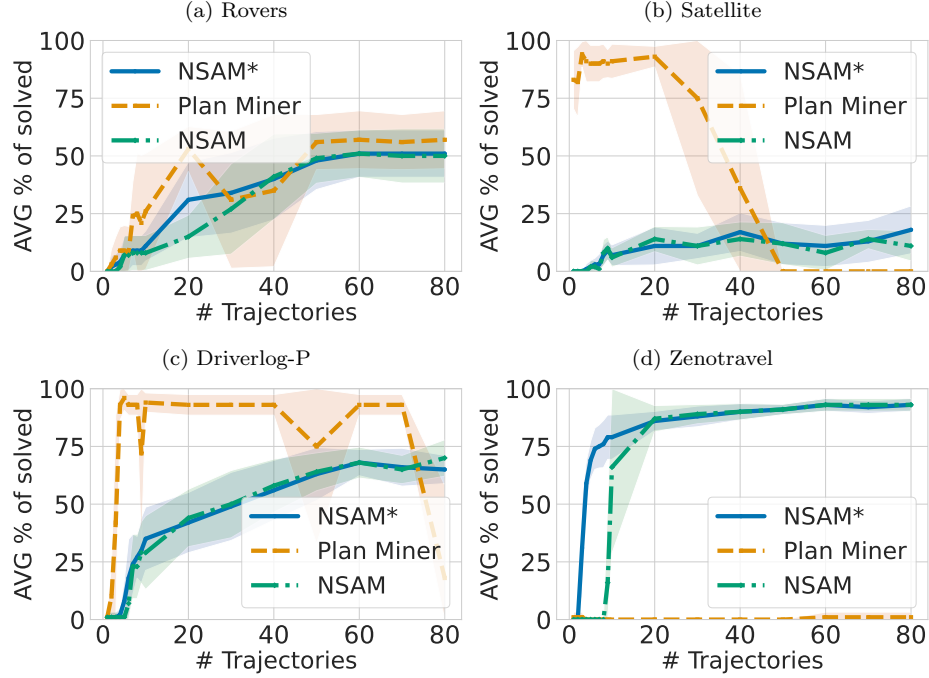 (a) Rovers
(b) Satellite
100
75
50
25
0
AVG % of solved
NSAM*
Plan Miner
NSAM
0 20 40 60 80
# Trajectories
100
75
50
25
0
AVG % of solved
NSAM*
Plan Miner
NSAM
0 20 40 60 80
# Trajectories
(c) Driverlog-P
(d) Zenotravel
100
75
50
25
0
AVG % of solved
NSAM*
Plan Miner
NSAM
0 20 40 60 80
# Trajectories
100
75
50
25
0
AVG % of solved
NSAM*
Plan Miner
NSAM
0 20 40 60 80
# Trajectories